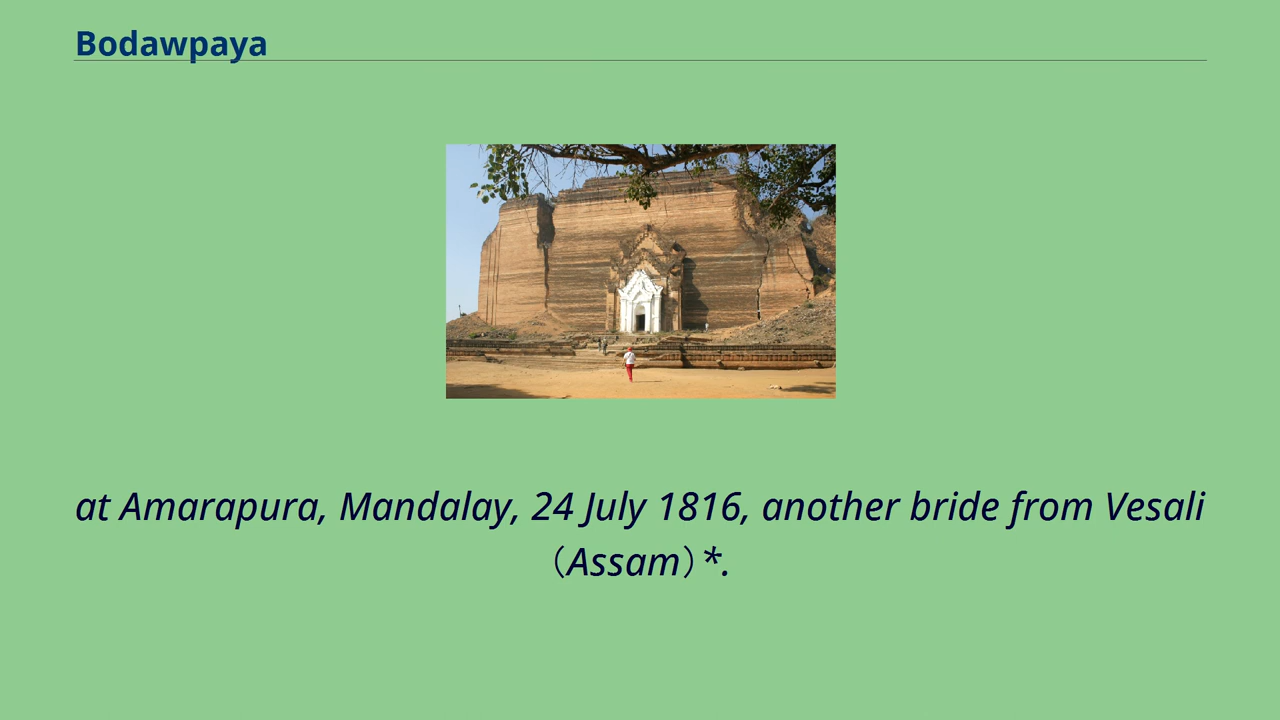 Bodawpaya
at Amarapura, Mandalay, 24 July 1816, another bride from Vesali
（Assam）*.